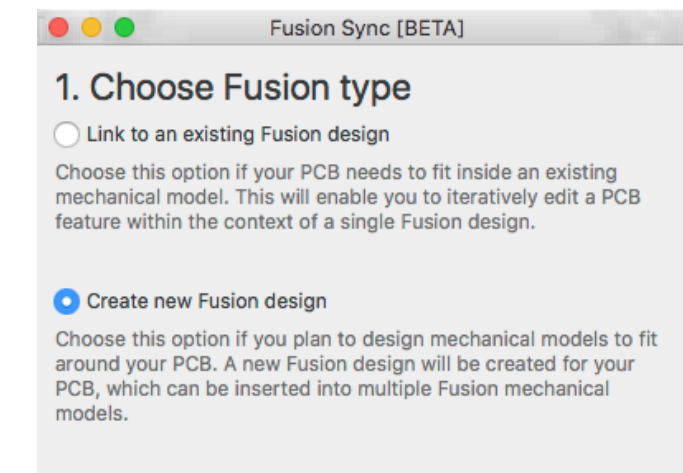 Fusion Sync [BETA]
1. Choose Fusion type
Link to an existing Fusion design
Choose this option if your PCB needs to fit inside an existing
mechanical model. This will enable you to iteratively edit a PCB
feature within the context of a single Fusion design.
Create new Fusion design
Choose this option if you plan to design mechanical models to fit
around your PCB. A new Fusion design will be created for your
PCB, which can be inserted into multiple Fusion mechanical
models.